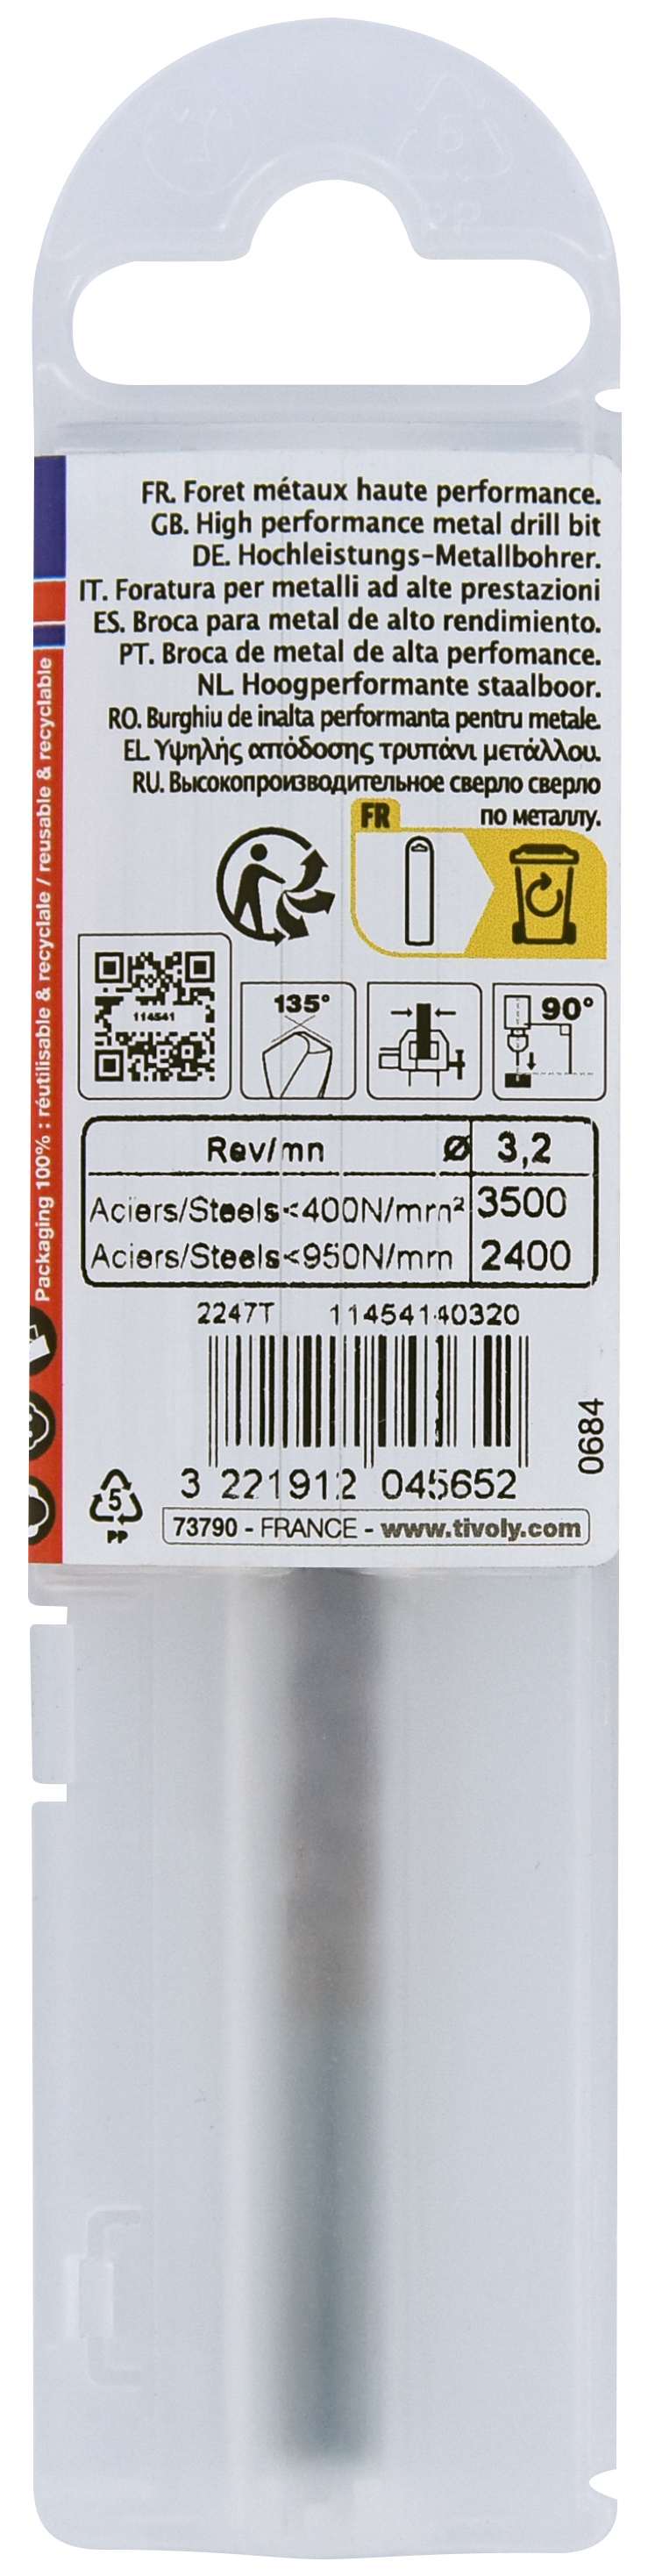 PP
FR. Foret métaux haute performance.
GB. High performance metal drill bit
DE. Hochleistungs-Metallbohrer.
IT. Foratura per metalli ad alte prestazioni
ES. Broca para metal de alto rendimiento.
PT. Broca de metal de alta perfomance.
NL. Hoogperformante staalboor.
RO. Burghiu de inalta performanta pentru metale.
EL. Υψηλής απόδοσης τρυπάνι μετάλλου.
RU. Высокопроизводительное сверло сверло
по металлу.
FR
Packaging 100% : réutilisable & recyclale / reusable & recyclable
114541
135°
90°
Rev/mn Ø 3,2
Aciers/Steels<400N/mm² 3500
Aciers/Steels<950N/mm 2400
2247T 11454140320
3 221912 045652
0684
5
PP
73790 - FRANCE - www.tivoly.com